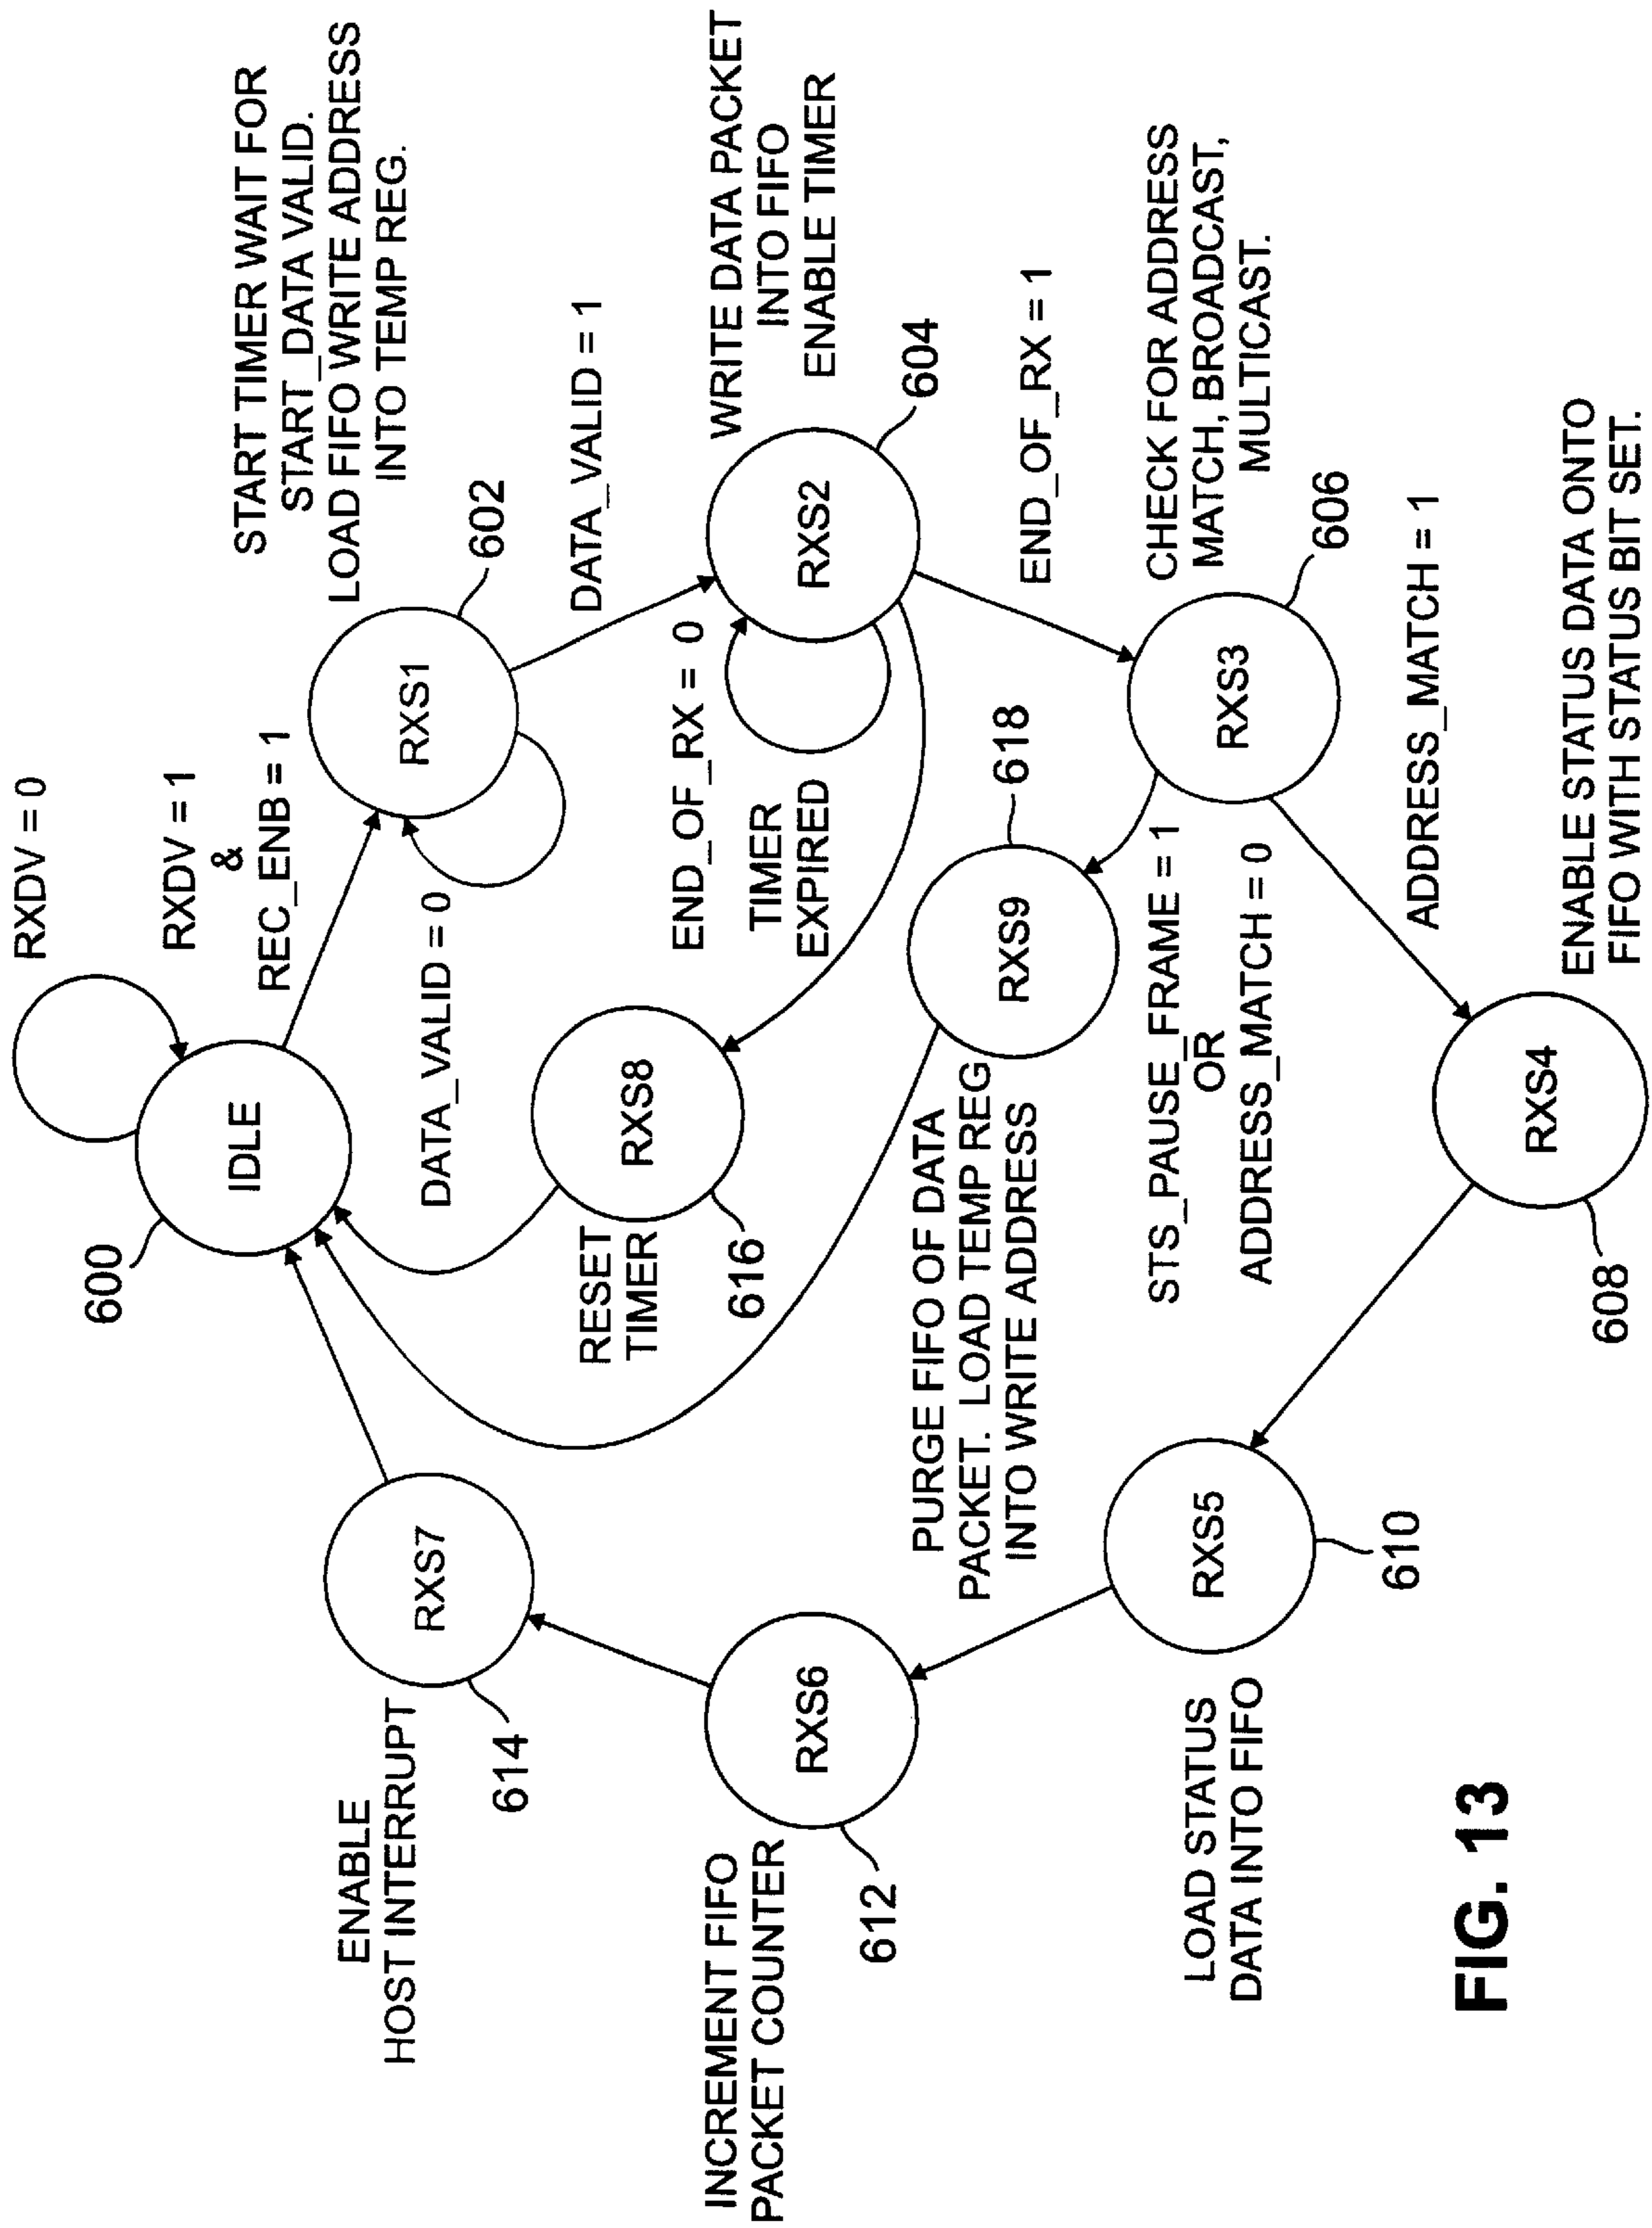 RXDV = 0
RXDV = 1
&
REC_ENB = 1
START TIMER WAIT FOR
START_DATA VALID.
LOAD FIFO WRITE ADDRESS
INTO TEMP REG.
600
IDLE
RXS1
602
DATA_VALID = 0
DATA_VALID = 1
ENABLE
HOST INTERRUPT
RXS7
614
RESET
TIMER
RXS8
616
END_OF_RX = 0
TIMER
EXPIRED
RXS2
604
WRITE DATA PACKET
INTO FIFO
ENABLE TIMER
INCREMENT FIFO
PACKET COUNTER
RXS6
612
PURGE FIFO OF DATA
PACKET. LOAD TEMP REG
INTO WRITE ADDRESS
RXS9
618
END_OF_RX = 1
STS_PAUSE_FRAME = 1
OR
ADDRESS_MATCH = 0
RXS3
606
CHECK FOR ADDRESS
MATCH, BROADCAST,
MULTICAST.
LOAD STATUS
DATA INTO FIFO
RXS5
610
ADDRESS_MATCH = 1
RXS4
608
ENABLE STATUS DATA ONTO
FIFO WITH STATUS BIT SET.
FIG. 13